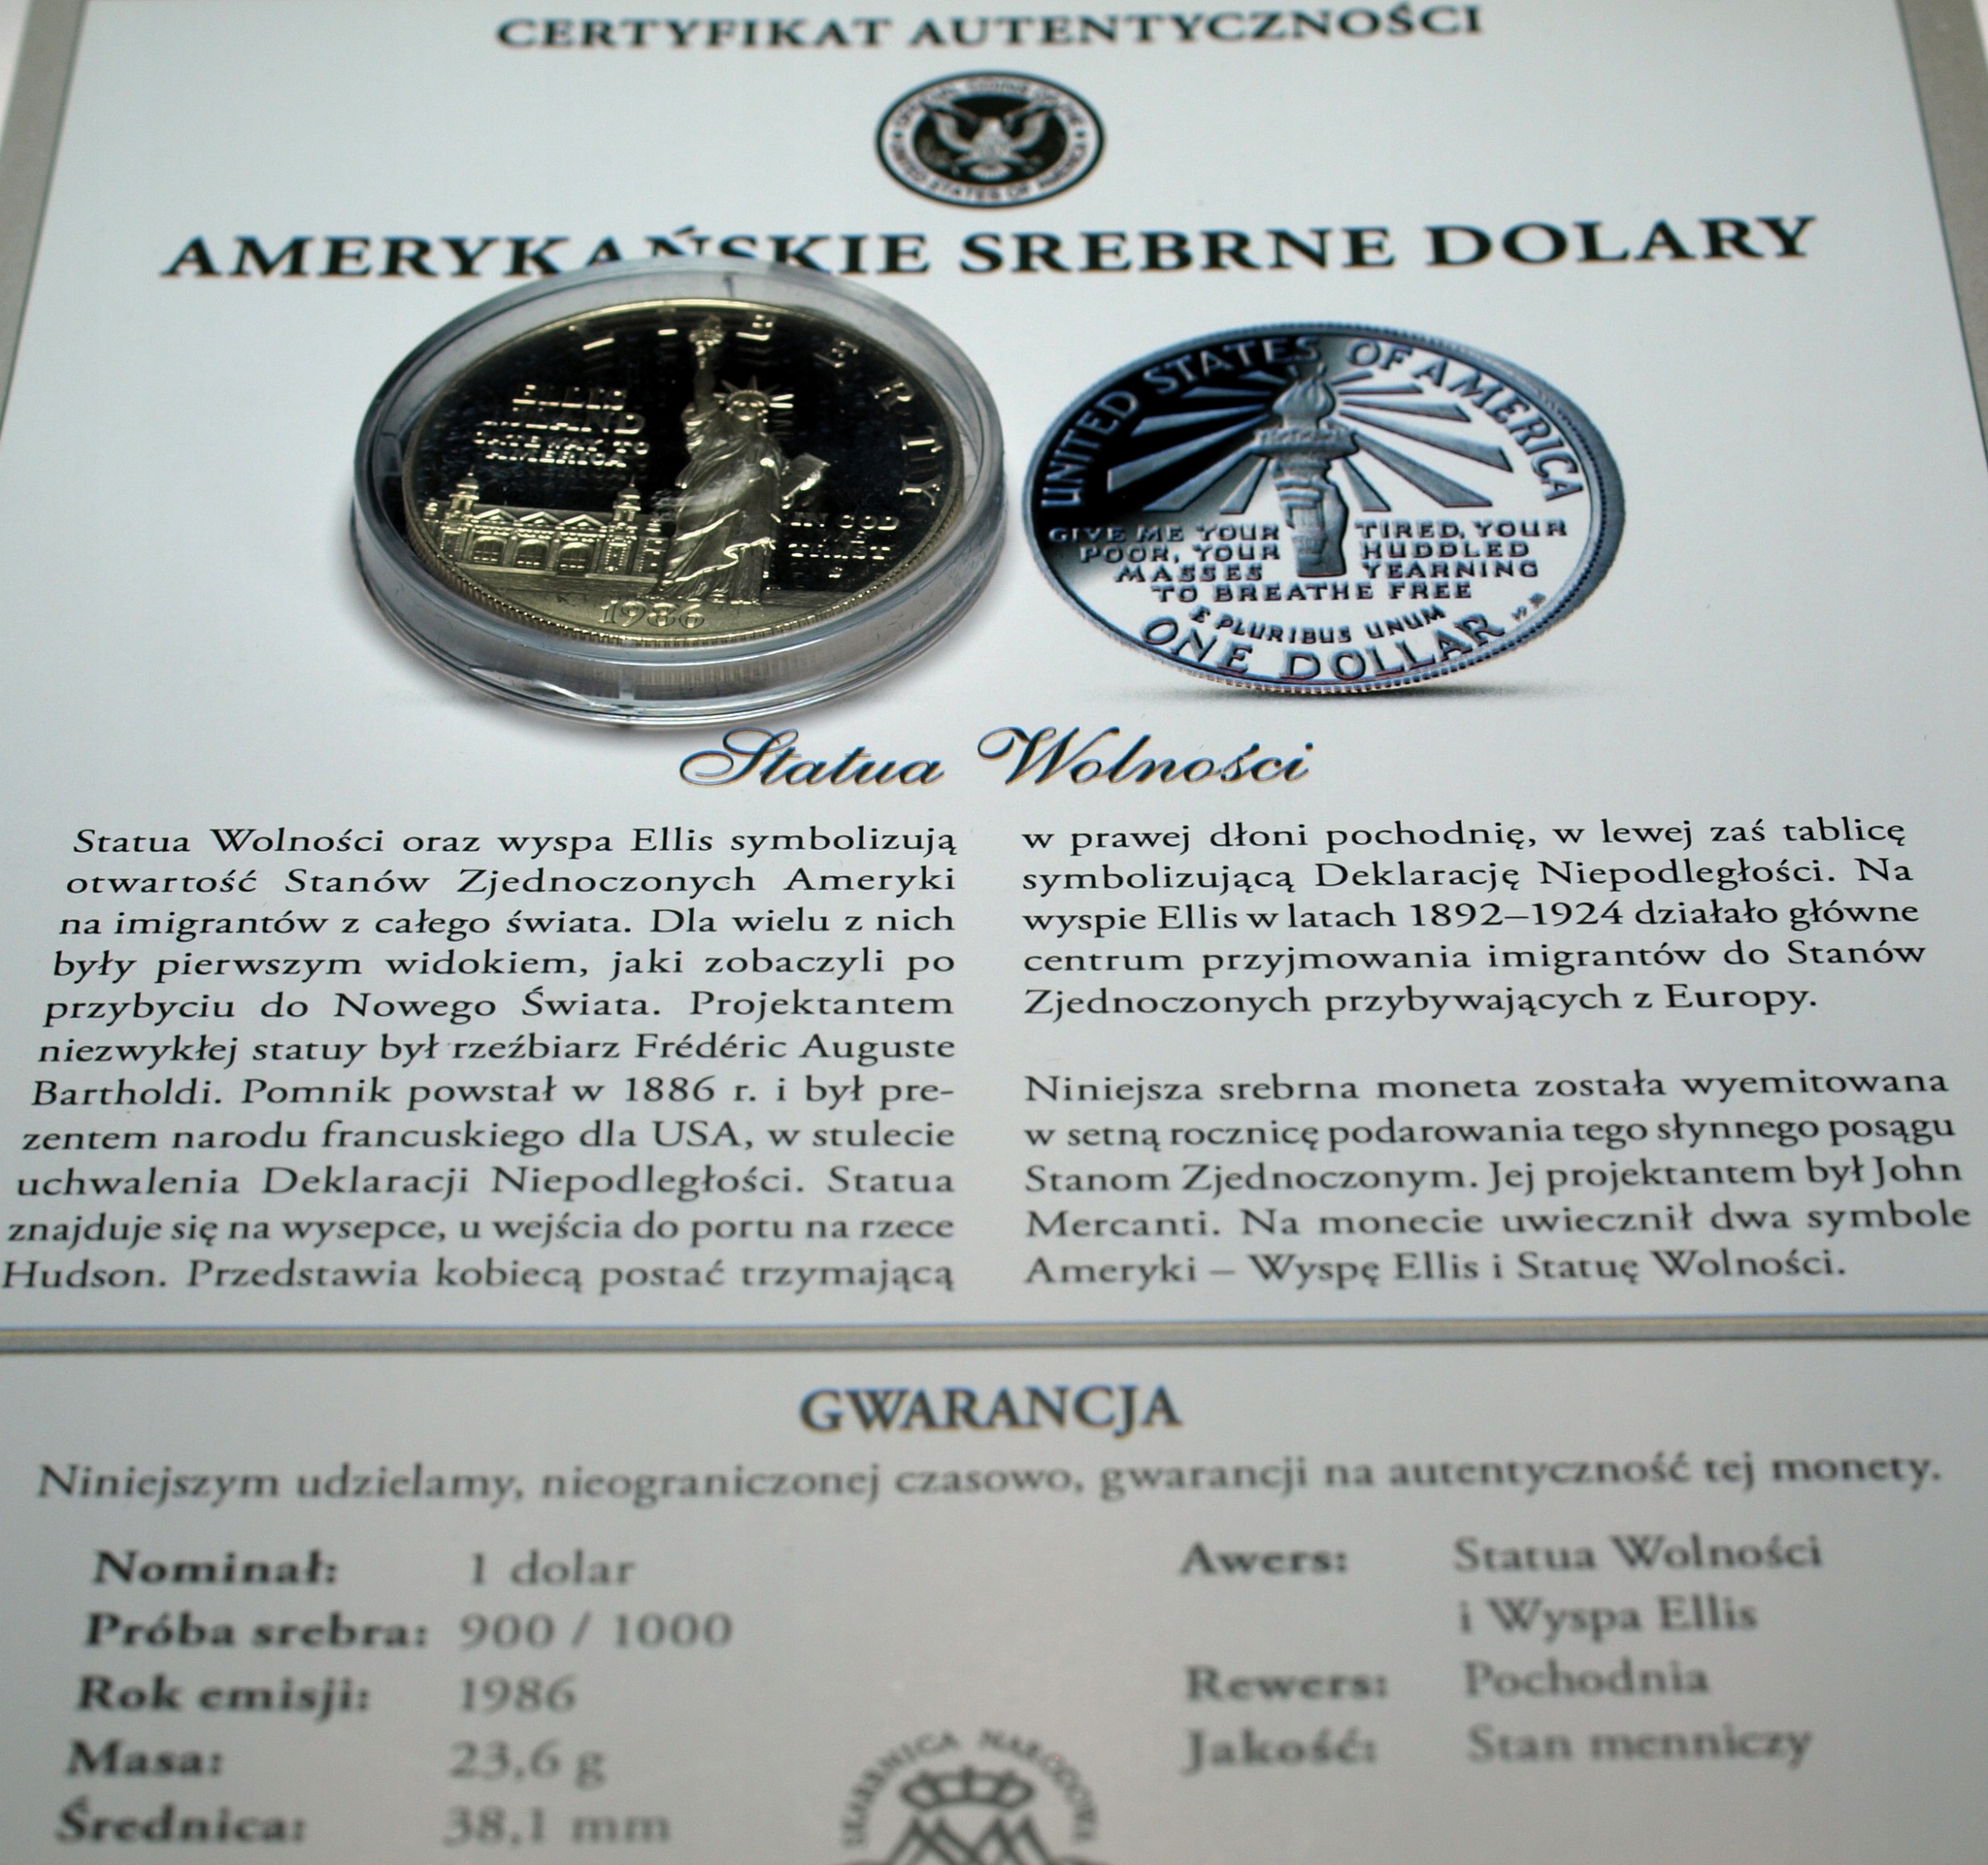 CERTYFIKAT AUTENTYCZNOŚCI
UNITED STATES OF AMERICA
AMERYKAŃSKIE SREBRNE DOLARY
LIBERTY
ELLIS
ISLAND
GATEWAY TO
AMERICA
IN GOD
WE
TRUST
S
1986
UNITED STATES OF AMERICA
GIVE ME YOUR TIRED, YOUR
POOR, YOUR HUDDLED
MASSES YEARNING
TO BREATHE FREE
E PLURIBUS UNUM
ONE DOLLAR
Statua Wolności
Statua Wolności oraz wyspa Ellis symbolizują
otwartość Stanów Zjednoczonych Ameryki
na imigrantów z całego świata. Dla wielu z nich
były pierwszym widokiem, jaki zobaczyli po
przybyciu do Nowego Świata. Projektantem
niezwykłej statuy był rzeźbiarz Frédéric Auguste
Bartholdi. Pomnik powstał w 1886 r. i był pre-
zentem narodu francuskiego dla USA, w stulecie
uchwalenia Deklaracji Niepodległości. Statua
znajduje się na wysepce, u wejścia do portu na rzece
Hudson. Przedstawia kobiecą postać trzymającą
w prawej dłoni pochodnię, w lewej zaś tablicę
symbolizującą Deklarację Niepodległości. Na
wyspie Ellis w latach 1892–1924 działało główne
centrum przyjmowania imigrantów do Stanów
Zjednoczonych przybywających z Europy.
Niniejsza srebrna moneta została wyemitowana
w setną rocznicę podarowania tego słynnego posągu
Stanom Zjednoczonym. Jej projektantem był John
Mercanti. Na monecie uwiecznił dwa symbole
Ameryki – Wyspę Ellis i Statuę Wolności.
GWARANCJA
Niniejszym udzielamy, nieograniczonej czasowo, gwarancji na autentyczność tej monety.
Nominał: 1 dolar
Próba srebra: 900 / 1000
Rok emisji: 1986
Masa: 23,6 g
Średnica: 38,1 mm
Awers: Statua Wolności
i Wyspa Ellis
Rewers: Pochodnia
Jakość: Stan menniczy
SKARBNICA NARODOWA